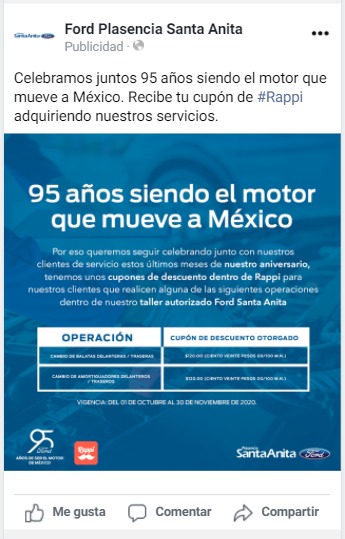 Ford Plasencia Santa Anita
Publicidad ·
Celebramos juntos 95 años siendo el motor que
mueve a México. Recibe tu cupón de #Rappi
adquiriendo nuestros servicios.
95 años siendo el motor
que mueve a México
Por eso queremos seguir celebrando junto con nuestros
clientes de servicio estos últimos meses de nuestro aniversario,
tenemos unos cupones de descuento dentro de Rappi para
nuestros clientes que realicen alguna de las siguientes operaciones
dentro de nuestro taller autorizado Ford Santa Anita
OPERACIÓN CUPÓN DE DESCUENTO OTORGADO
CAMBIO DE BALATAS DELANTERAS / TRASERAS $120.00 (CIENTO VEINTE PESOS 00/100 M.N.)
CAMBIO DE AMORTIGUADORES DELANTEROS / TRASEROS $120.00 (CIENTO VEINTE PESOS 00/100 M.N.)
VIGENCIA: DEL 01 DE OCTUBRE AL 30 DE NOVIEMBRE DE 2020.
95
AÑOS DE SER EL MOTOR
DE MÉXICO
Rappi
Plasencia
SantaAnita Ford
Me gusta Comentar Compartir